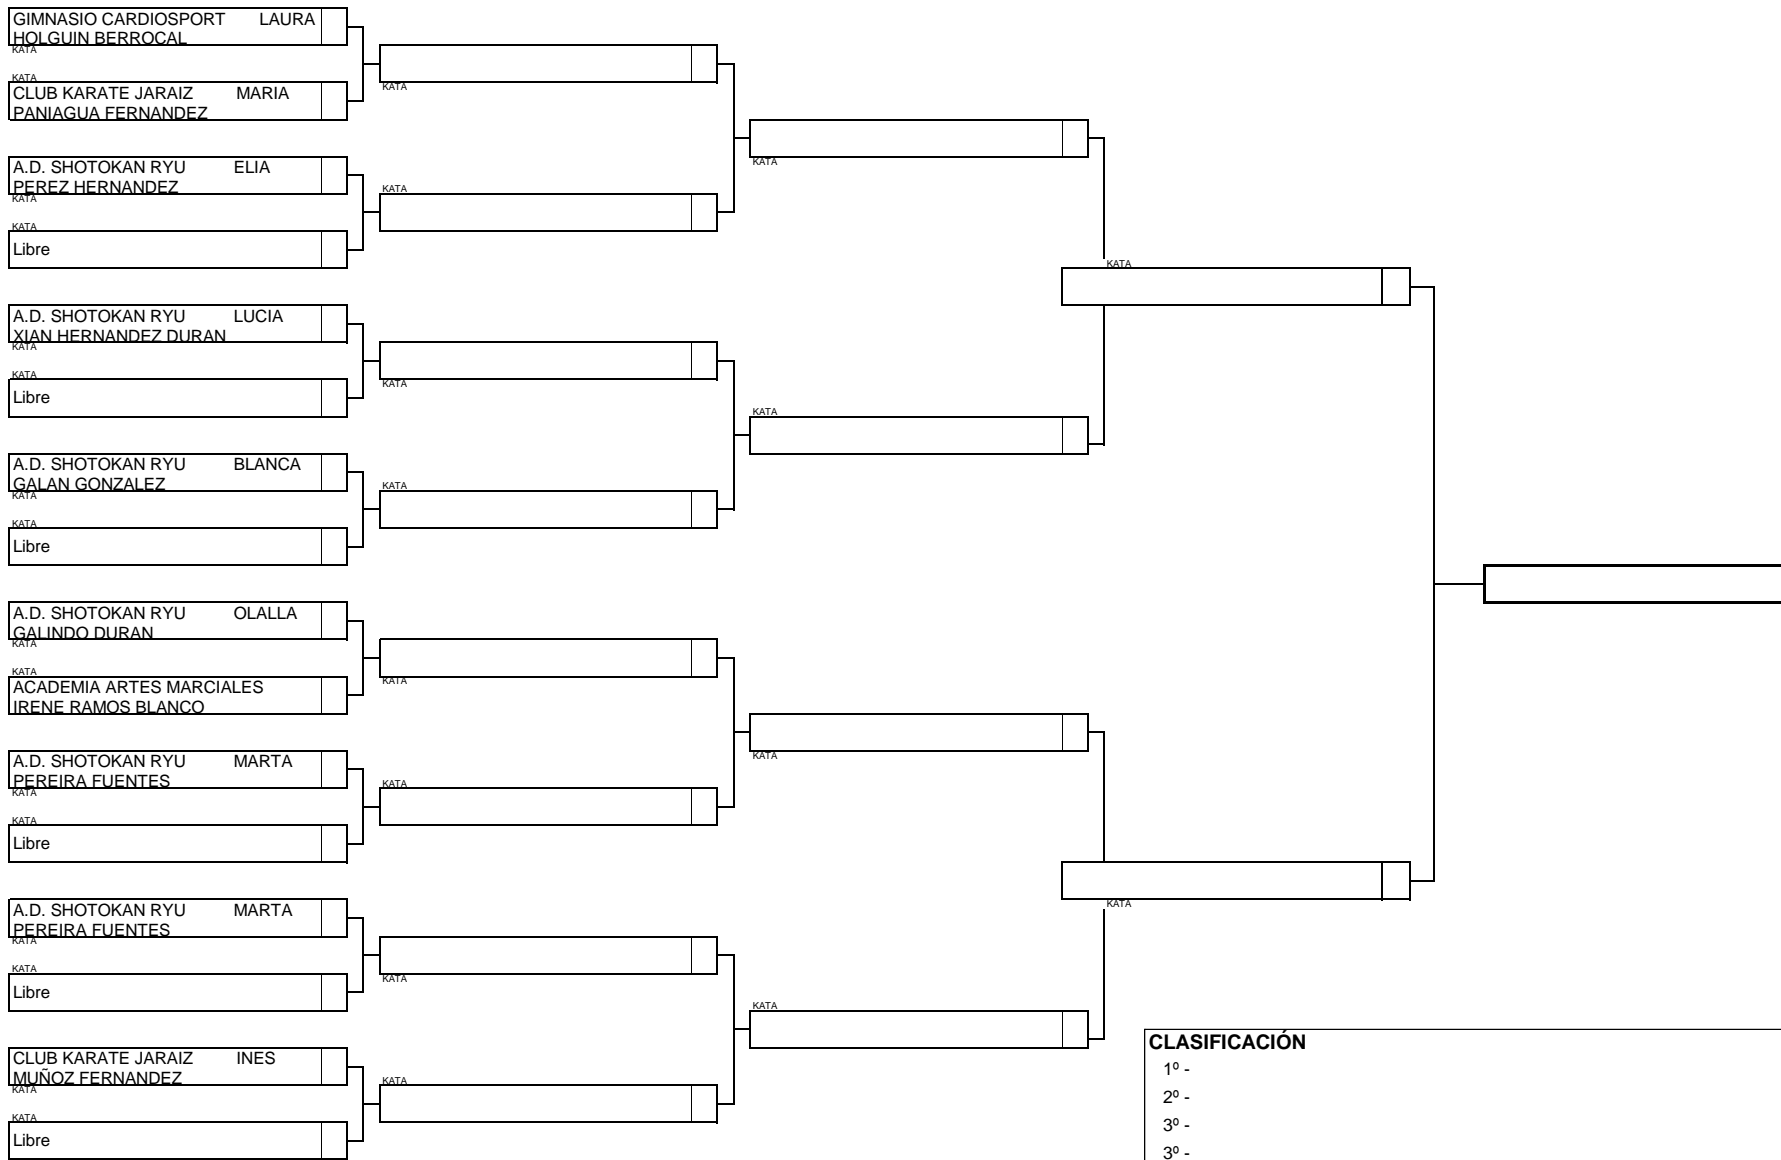 GIMNASIO CARDIOSPORT LAURA
HOLGUIN BERROCAL
KATA
KATA
CLUB KARATE JARAIZ MARIA
PANIAGUA FERNANDEZ
A.D. SHOTOKAN RYU ELIA
PEREZ HERNANDEZ
KATA
KATA
Libre
A.D. SHOTOKAN RYU LUCIA
XIAN HERNANDEZ DURAN
KATA
KATA
Libre
A.D. SHOTOKAN RYU BLANCA
GALAN GONZALEZ
KATA
KATA
Libre
A.D. SHOTOKAN RYU OLALLA
GALINDO DURAN
KATA
KATA
ACADEMIA ARTES MARCIALES
IRENE RAMOS BLANCO
A.D. SHOTOKAN RYU MARTA
PEREIRA FUENTES
KATA
KATA
Libre
A.D. SHOTOKAN RYU MARTA
PEREIRA FUENTES
KATA
KATA
Libre
CLUB KARATE JARAIZ INES
MUÑOZ FERNANDEZ
KATA
KATA
Libre
KATA
KATA
KATA
KATA
KATA
KATA
KATA
KATA
KATA
KATA
KATA
KATA
KATA
KATA
CLASIFICACIÓN
1º -
2º -
3º -
3º -